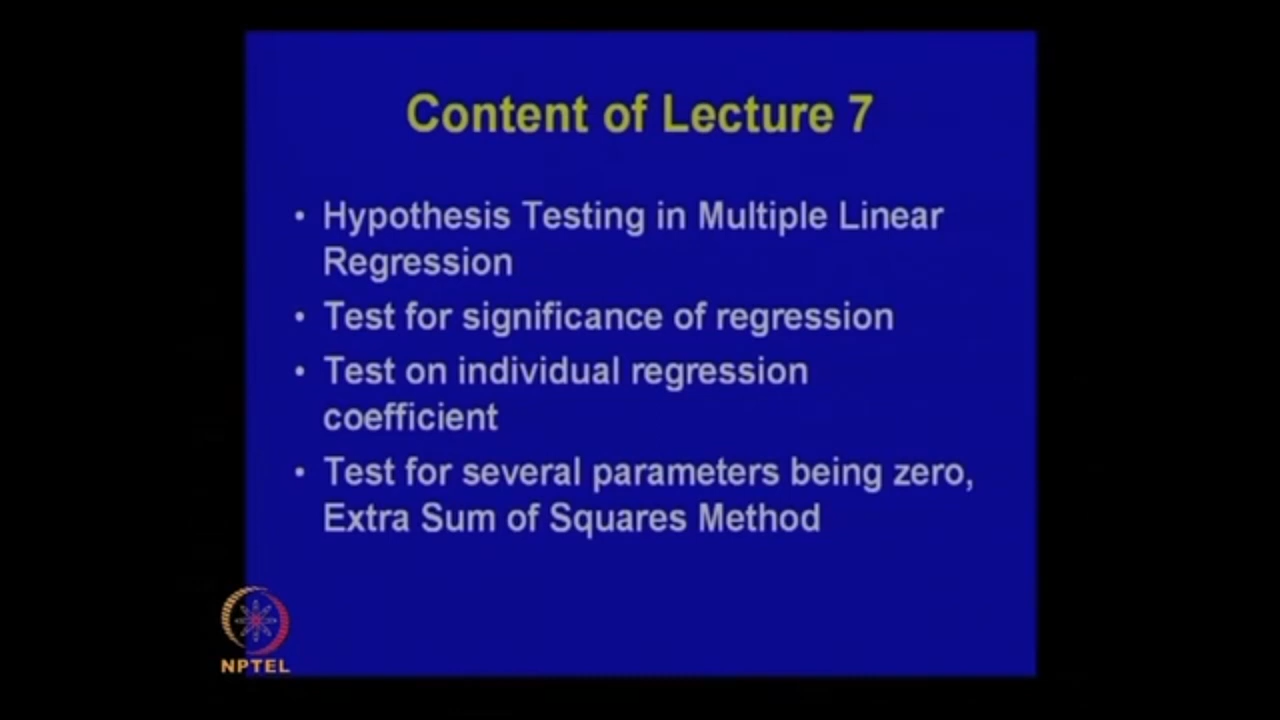 Content of Lecture 7
• Hypothesis Testing in Multiple Linear
Regression
• Test for significance of regression
• Test on individual regression
coefficient
• Test for several parameters being zero,
Extra Sum of Squares Method
NPTEL